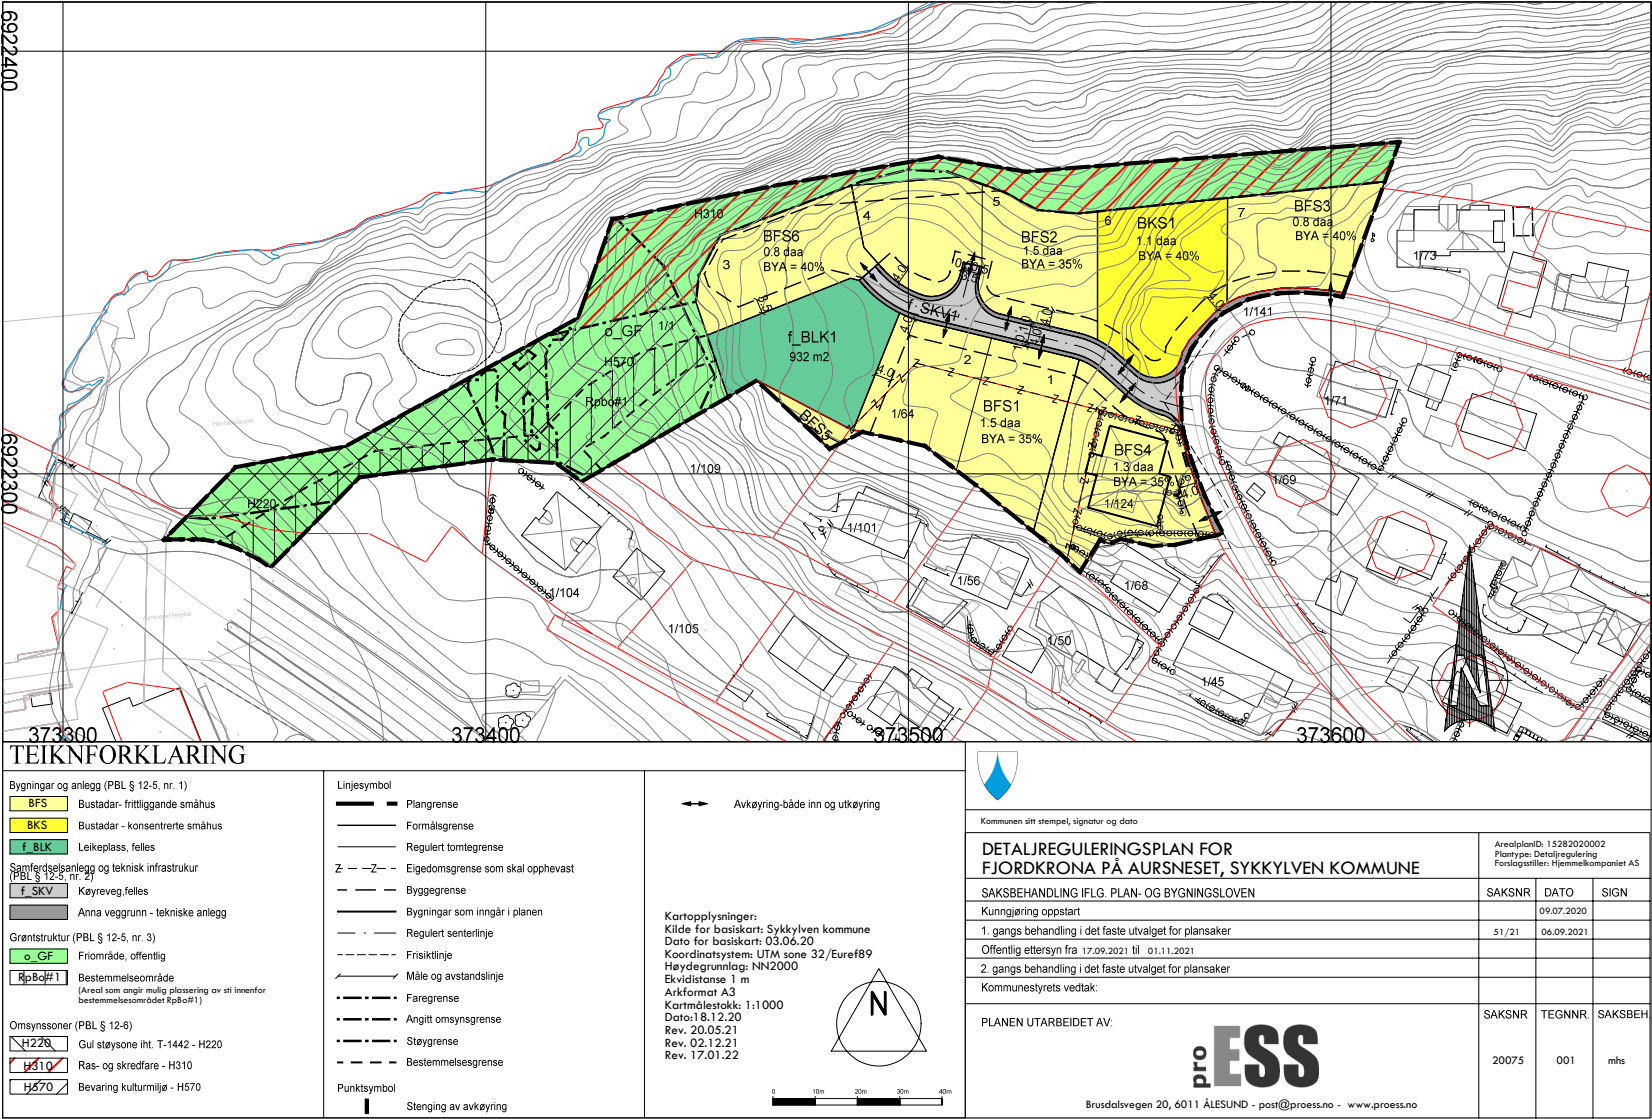 6922400
6922300
373300
373400
373500
373600
H310
BFS6
0.8 daa
BYA = 40%
3
4
5
BFS2
1.5 daa
BYA = 35%
6
BKS1
1.1 daa
BYA = 40%
7
BFS3
0.8 daa
BYA = 40%
1/73
1/141
o_GF
1/1
H570
Rpbo#1
H220
f_BLK1
932 m2
SKV1
4.0
4.0
4.0
4.0
2
1
1/64
BFS1
1.5 daa
BYA = 35%
BFS5
BFS4
1.3 daa
BYA = 35%
1/124
1/71
1/69
1/109
1/101
1/104
1/105
1/56
1/68
1/50
1/45
N
TEIKNFORKLARING
Bygningar og anlegg (PBL § 12-5, nr. 1)
BFS Bustadar- frittliggande småhus
BKS Bustadar - konsentrerte småhus
f_BLK Leikeplass, felles
Samferdselsanlegg og teknisk infrastrukur
(PBL § 12-5, nr. 2)
f_SKV Køyreveg,felles
Anna veggrunn - tekniske anlegg
Grøntstruktur (PBL § 12-5, nr. 3)
o_GF Friområde, offentlig
RpBo#1 Bestemmelseområde
(Areal som angir mulig plassering av sti innenfor
bestemmelsesområdet RpBo#1)
Omsynssoner (PBL § 12-6)
H220 Gul støysone iht. T-1442 - H220
H310 Ras- og skredfare - H310
H570 Bevaring kulturmiljø - H570
Linjesymbol
Plangrense
Formålsgrense
Regulert tomtegrense
Z Z Eigedomsgrense som skal opphevast
Byggegrense
Bygningar som inngår i planen
Regulert senterlinje
Frisiktlinje
Måle og avstandslinje
Faregrense
Angitt omsynsgrense
Støygrense
Bestemmelsesgrense
Punktsymbol
Stenging av avkøyring
Avkøyring-både inn og utkøyring
Kartopplysninger:
Kilde for basiskart: Sykkylven kommune
Dato for basiskart: 03.06.20
Koordinatsystem: UTM sone 32/Euref89
Høydegrunnlag: NN2000
Ekvidistanse 1 m
Arkformat A3
Kartmålestokk: 1:1000
Dato:18.12.20
Rev. 20.05.21
Rev. 02.12.21
Rev. 17.01.22
N
0 10m 20m 30m 40m
Kommunen sitt stempel, signatur og dato
DETALJREGULERINGSPLAN FOR
FJORDKRONA PÅ AURSNESET, SYKKYLVEN KOMMUNE
ArealplanID: 15282020002
Plantype: Detaljregulering
Forslagsstiller: Hjemmelkompaniet AS
SAKSBEHANDLING IFLG. PLAN- OG BYGNINGSLOVEN SAKSNR DATO SIGN
Kunngjøring oppstart 09.07.2020
1. gangs behandling i det faste utvalget for plansaker 51/21 06.09.2021
Offentlig ettersyn fra 17.09.2021 til 01.11.2021
2. gangs behandling i det faste utvalget for plansaker
Kommunestyrets vedtak:
PLANEN UTARBEIDET AV: SAKSNR TEGNNR. SAKSBEH.
20075 001 mhs
pro ESS
Brusdalsvegen 20, 6011 ÅLESUND - post@proess.no - www.proess.no